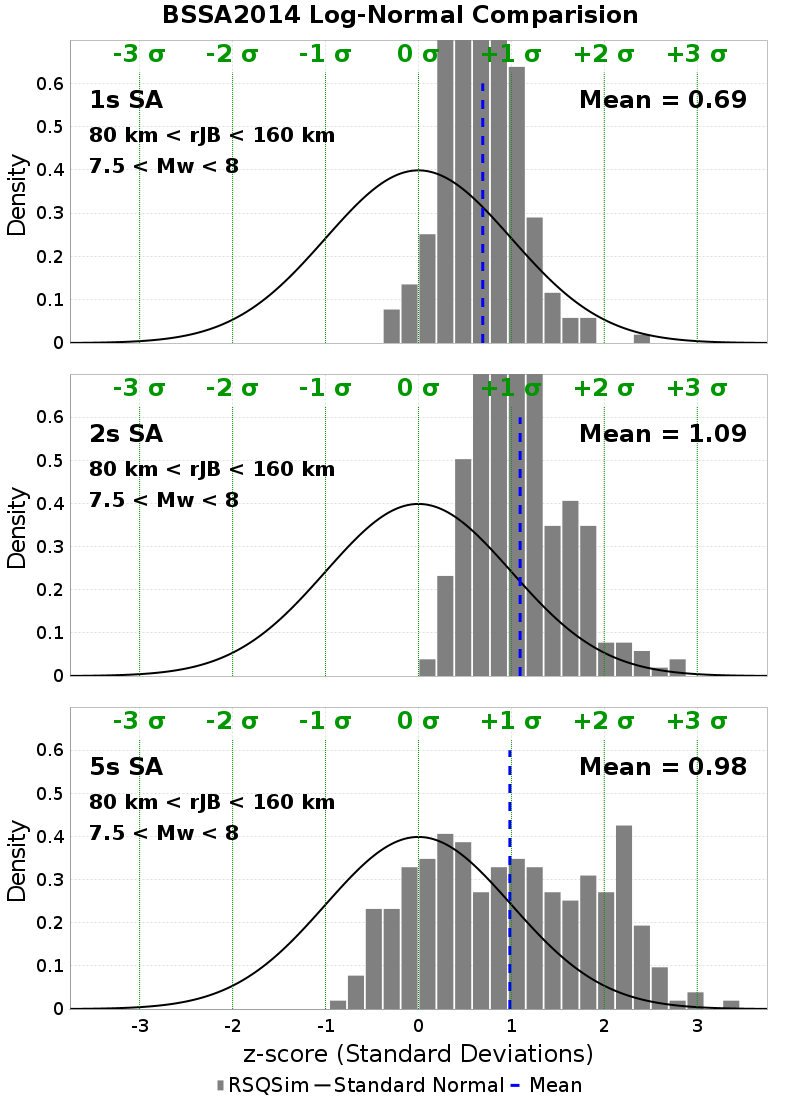 BSSA2014 Log-Normal Comparision
-3 σ -2 σ -1 σ 0 σ +1 σ +2 σ +3 σ
1s SA
Mean = 0.69
80 km < rJB < 160 km
7.5 < Mw < 8
Density
0.6
0.5
0.4
0.3
0.2
0.1
0
-3 σ -2 σ -1 σ 0 σ +1 σ +2 σ +3 σ
2s SA
Mean = 1.09
80 km < rJB < 160 km
7.5 < Mw < 8
Density
0.6
0.5
0.4
0.3
0.2
0.1
0
-3 σ -2 σ -1 σ 0 σ +1 σ +2 σ +3 σ
5s SA
Mean = 0.98
80 km < rJB < 160 km
7.5 < Mw < 8
Density
0.6
0.5
0.4
0.3
0.2
0.1
0
-3 -2 -1 0 1 2 3
z-score (Standard Deviations)
RSQSim Standard Normal Mean